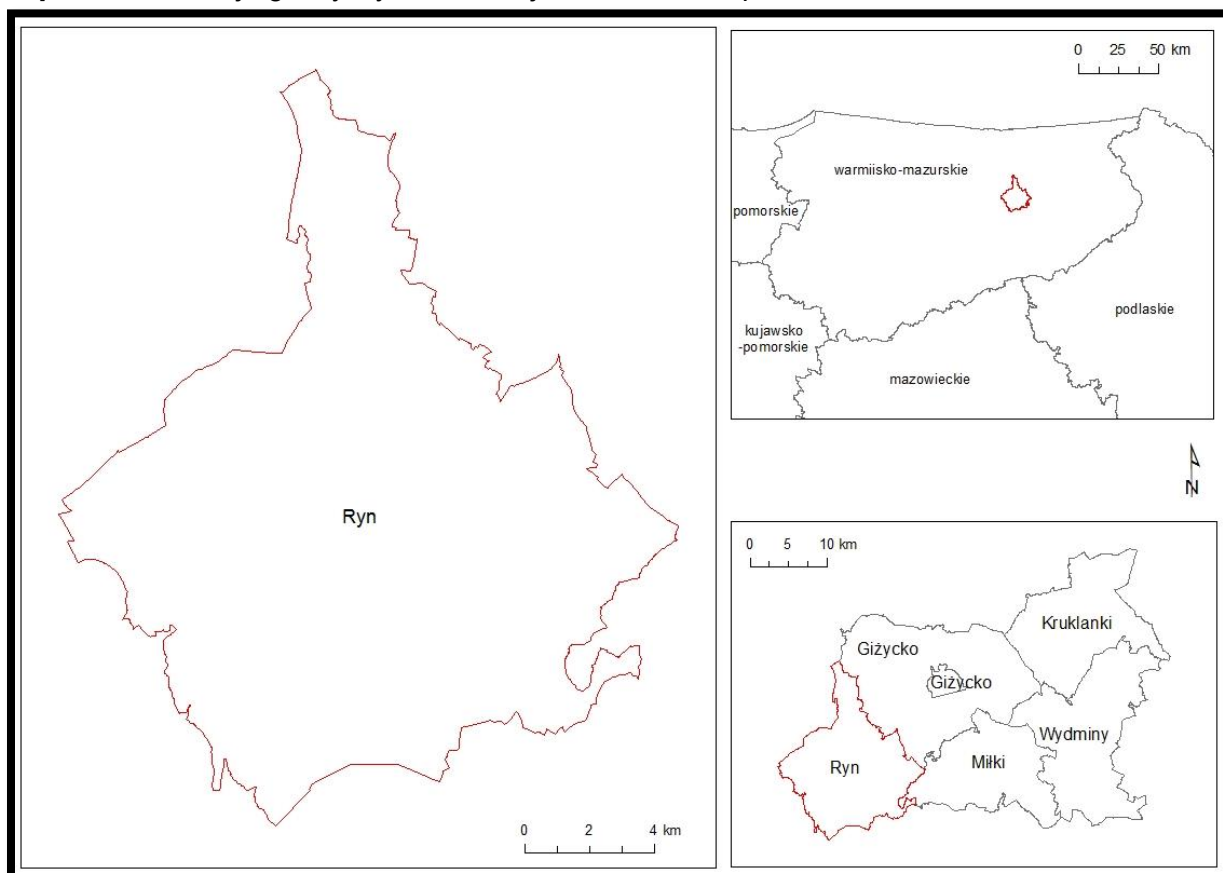 Ryn
0 2 4 km
0 25 50 km
warmiisko-mazurskie
pomorskie
kujawsko
-pomorskie
mazowieckie
podlaskie
N
0 5 10 km
Kruklanki
Giżycko
Giżycko
Wydminy
Ryn
Miłki